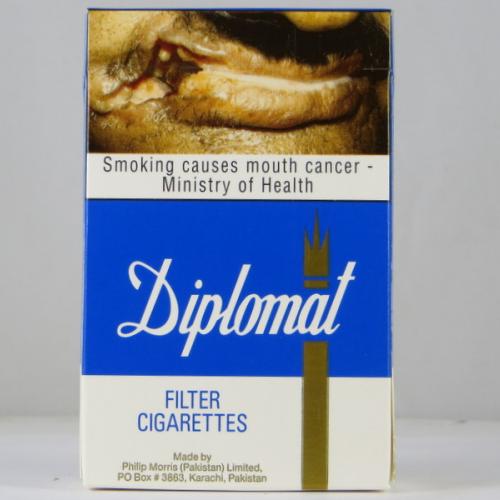 Smoking causes mouth cancer -
Ministry of Health
Diplomat
FILTER
CIGARETTES
Made by
Philip Morris (Pakistan) Limited,
PO Box # 3863, Karachi, Pakistan